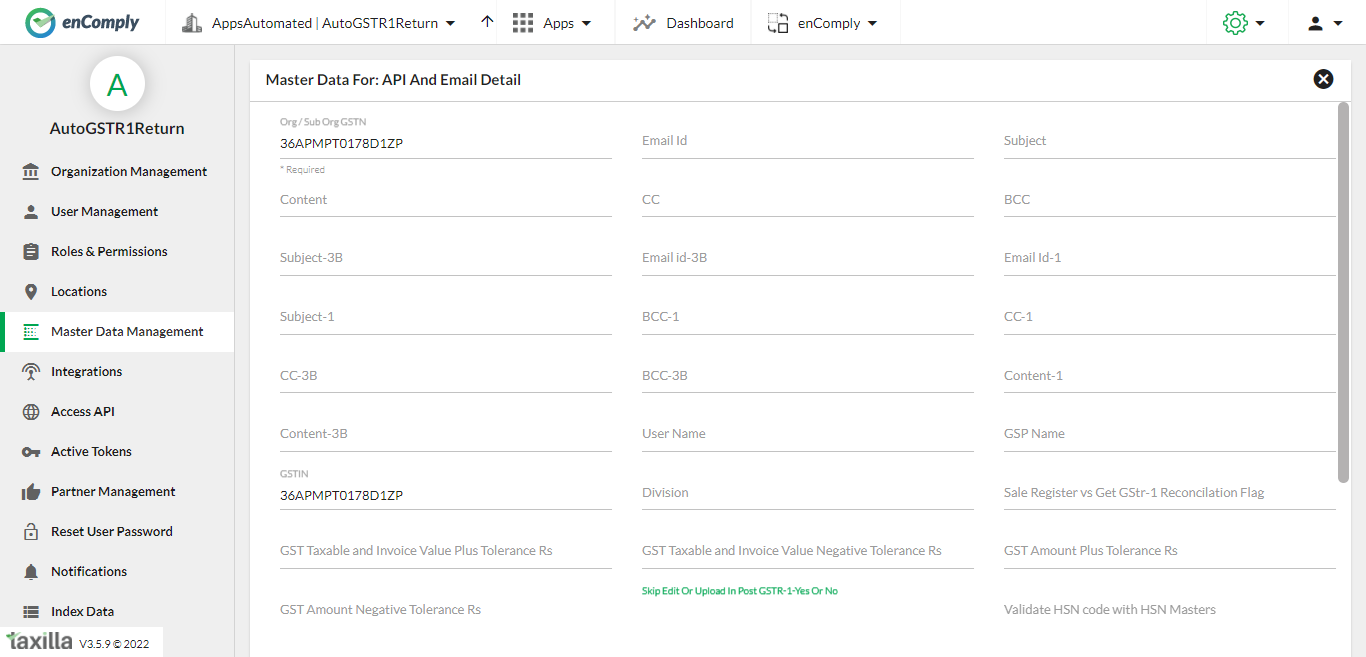 enComply
AppsAutomated | AutoGSTR1Return
Apps
Dashboard
enComply
A
AutoGSTR1Return
Organization Management
User Management
Roles & Permissions
Locations
Master Data Management
Integrations
Access API
Active Tokens
Partner Management
Reset User Password
Notifications
Index Data
taxilla V3.5.9 © 2022
Master Data For: API And Email Detail
Org / Sub Org GSTN
36APMPT0178D1ZP
Email Id
Subject
* Required
Content
CC
BCC
Subject-3B
Email id-3B
Email Id-1
Subject-1
BCC-1
CC-1
CC-3B
BCC-3B
Content-1
Content-3B
User Name
GSP Name
GSTIN
36APMPT0178D1ZP
Division
Sale Register vs Get GStr-1 Reconcilation Flag
GST Taxable and Invoice Value Plus Tolerance Rs
GST Taxable and Invoice Value Negative Tolerance Rs
GST Amount Plus Tolerance Rs
GST Amount Negative Tolerance Rs
Skip Edit Or Upload In Post GSTR-1-Yes Or No
Validate HSN code with HSN Masters